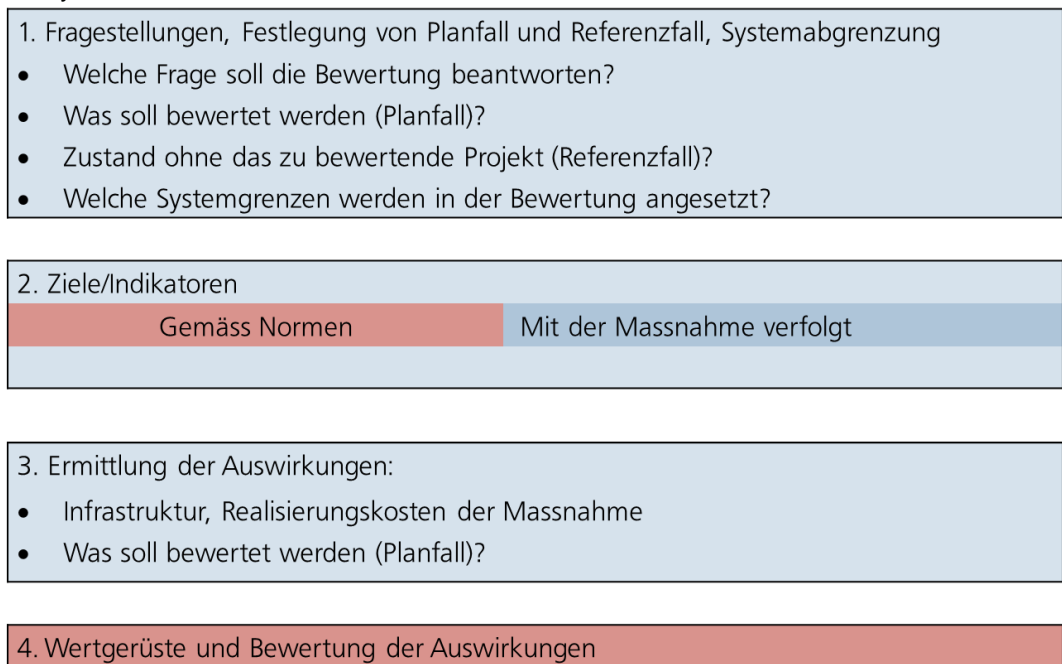 1. Fragestellungen, Festlegung von Planfall und Referenzfall, Systemabgrenzung
• Welche Frage soll die Bewertung beantworten?
• Was soll bewertet werden (Planfall)?
• Zustand ohne das zu bewertende Projekt (Referenzfall)?
• Welche Systemgrenzen werden in der Bewertung angesetzt?
2. Ziele/Indikatoren
Gemäss Normen Mit der Massnahme verfolgt
3. Ermittlung der Auswirkungen:
• Infrastruktur, Realisierungskosten der Massnahme
• Was soll bewertet werden (Planfall)?
4. Wertgerüste und Bewertung der Auswirkungen